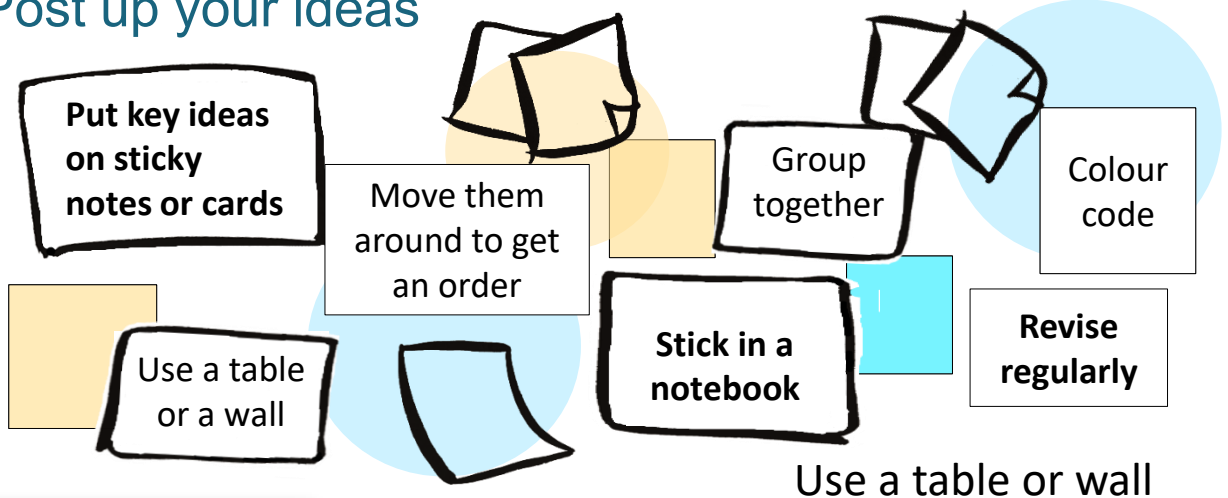 Post up your ideas
Put key ideas
on sticky
notes or cards
Move them
around to get
an order
Group
together
Colour
code
Use a table
or a wall
Stick in a
notebook
Revise
regularly
Use a table or wall